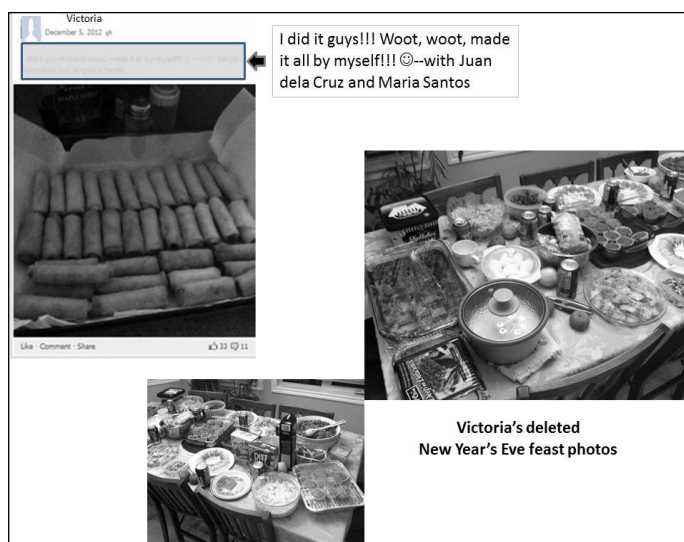 Victoria
December 5, 2012
I did it guys!!! Woot, woot, made
it all by myself!!! ☺--with Juan
dela Cruz and Maria Santos
Like · Comment · Share 33 11
Victoria's deleted
New Year's Eve feast photos